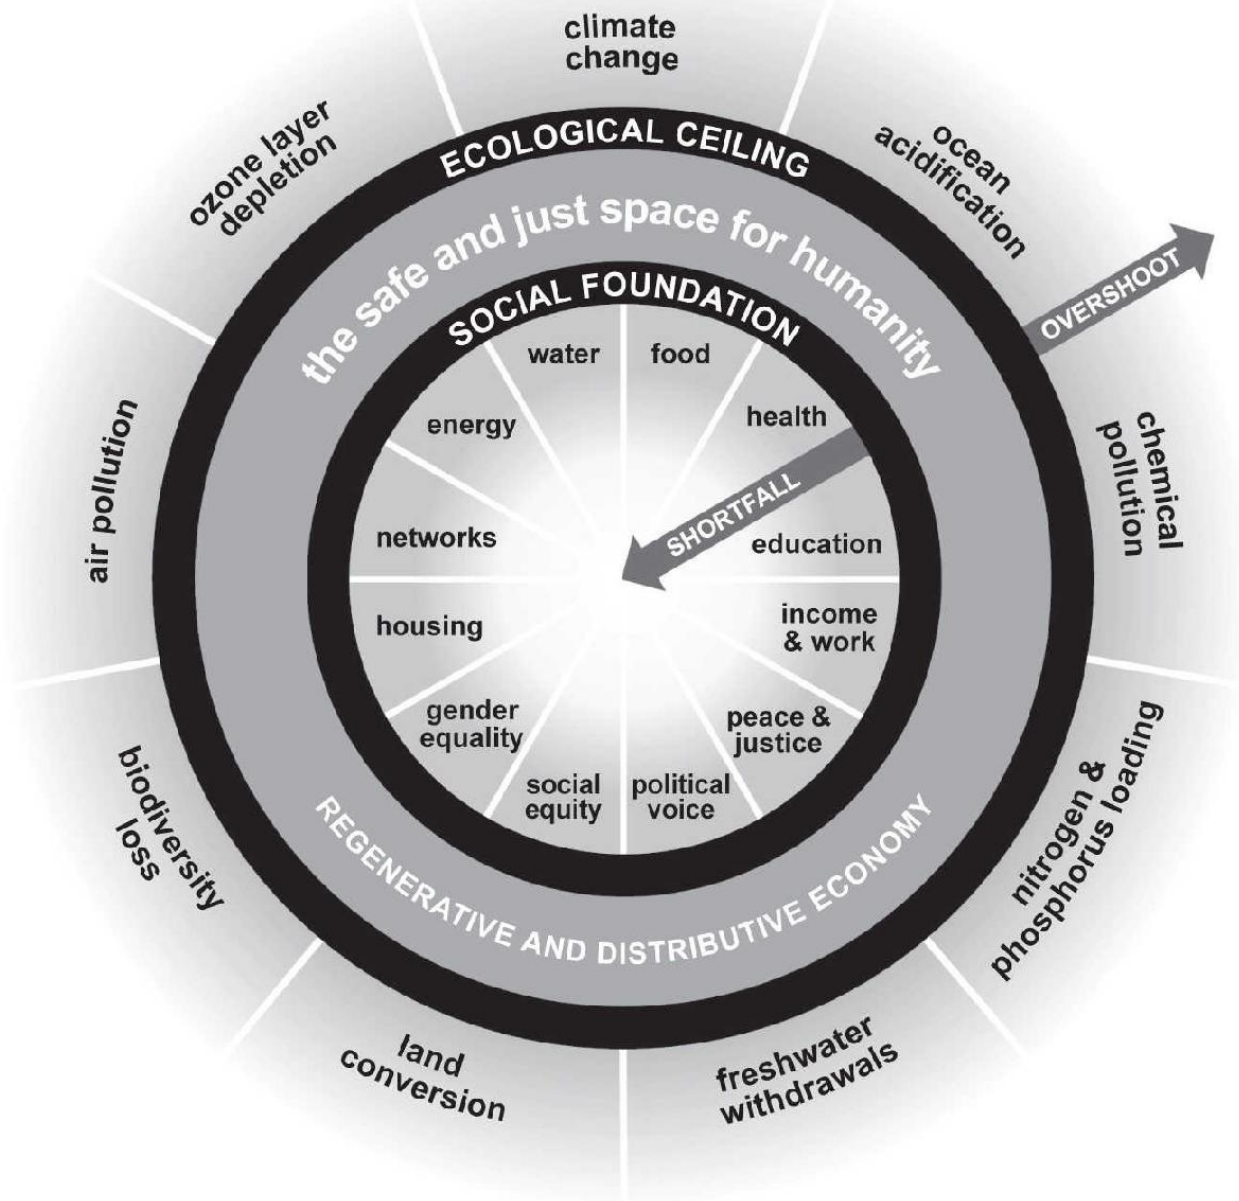 climate
change
ocean
acidification
chemical
pollution
nitrogen &
phosphorus loading
freshwater
withdrawals
land
conversion
biodiversity
loss
air pollution
ozone layer
depletion
ECOLOGICAL CEILING
the safe and just space for humanity
OVERSHOOT
SOCIAL FOUNDATION
water
food
health
SHORTFALL
education
income
& work
peace &
justice
political
voice
social
equity
gender
equality
housing
networks
energy
REGENERATIVE AND DISTRIBUTIVE ECONOMY